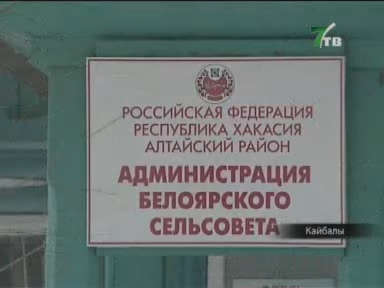 7ТВ
РОССИЙСКАЯ ФЕДЕРАЦИЯ
РЕСПУБЛИКА ХАКАСИЯ
АЛТАЙСКИЙ РАЙОН
АДМИНИСТРАЦИЯ
БЕЛОЯРСКОГО
СЕЛЬСОВЕТА
Кайбалы